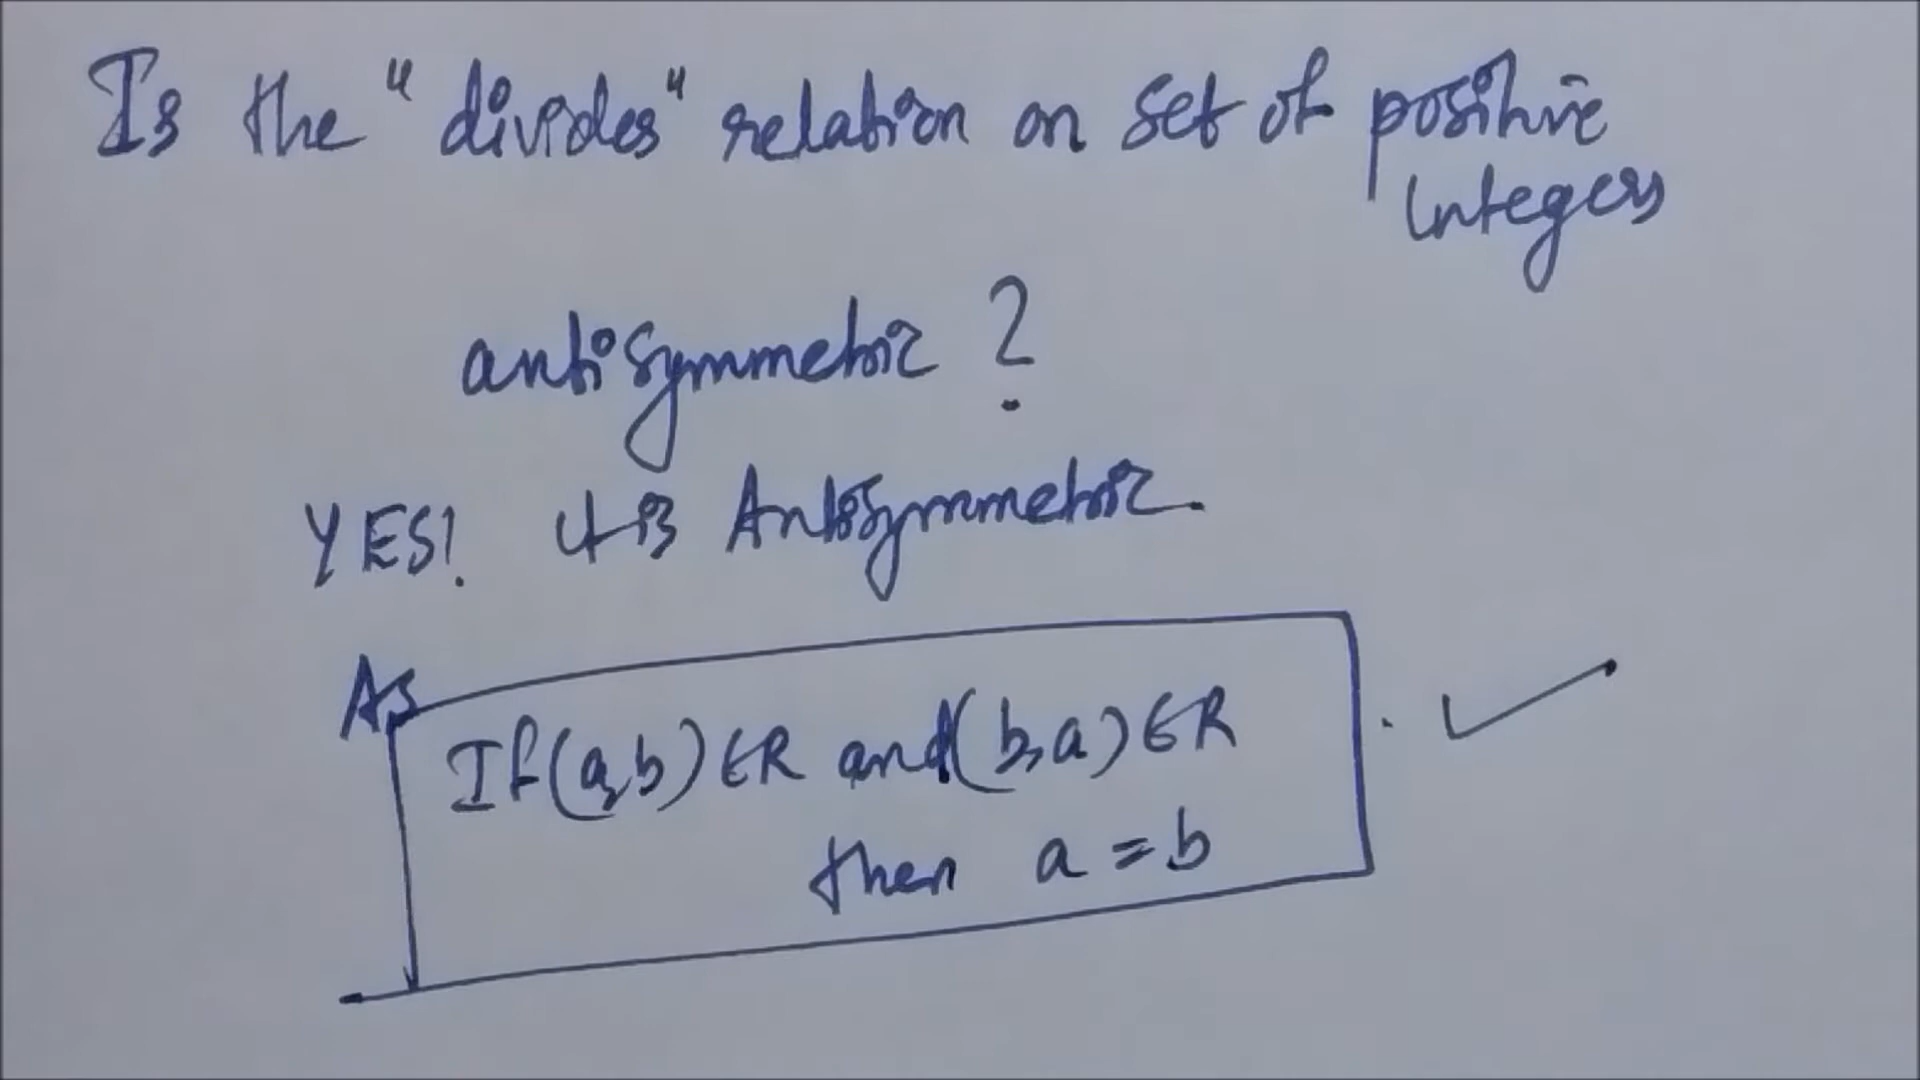 Is the "divides" relation on set of positive
integers
antisymmetric ?
YES! It is Antisymmetric.
As
If (a,b) ∈ R and (b,a) ∈ R
then a = b